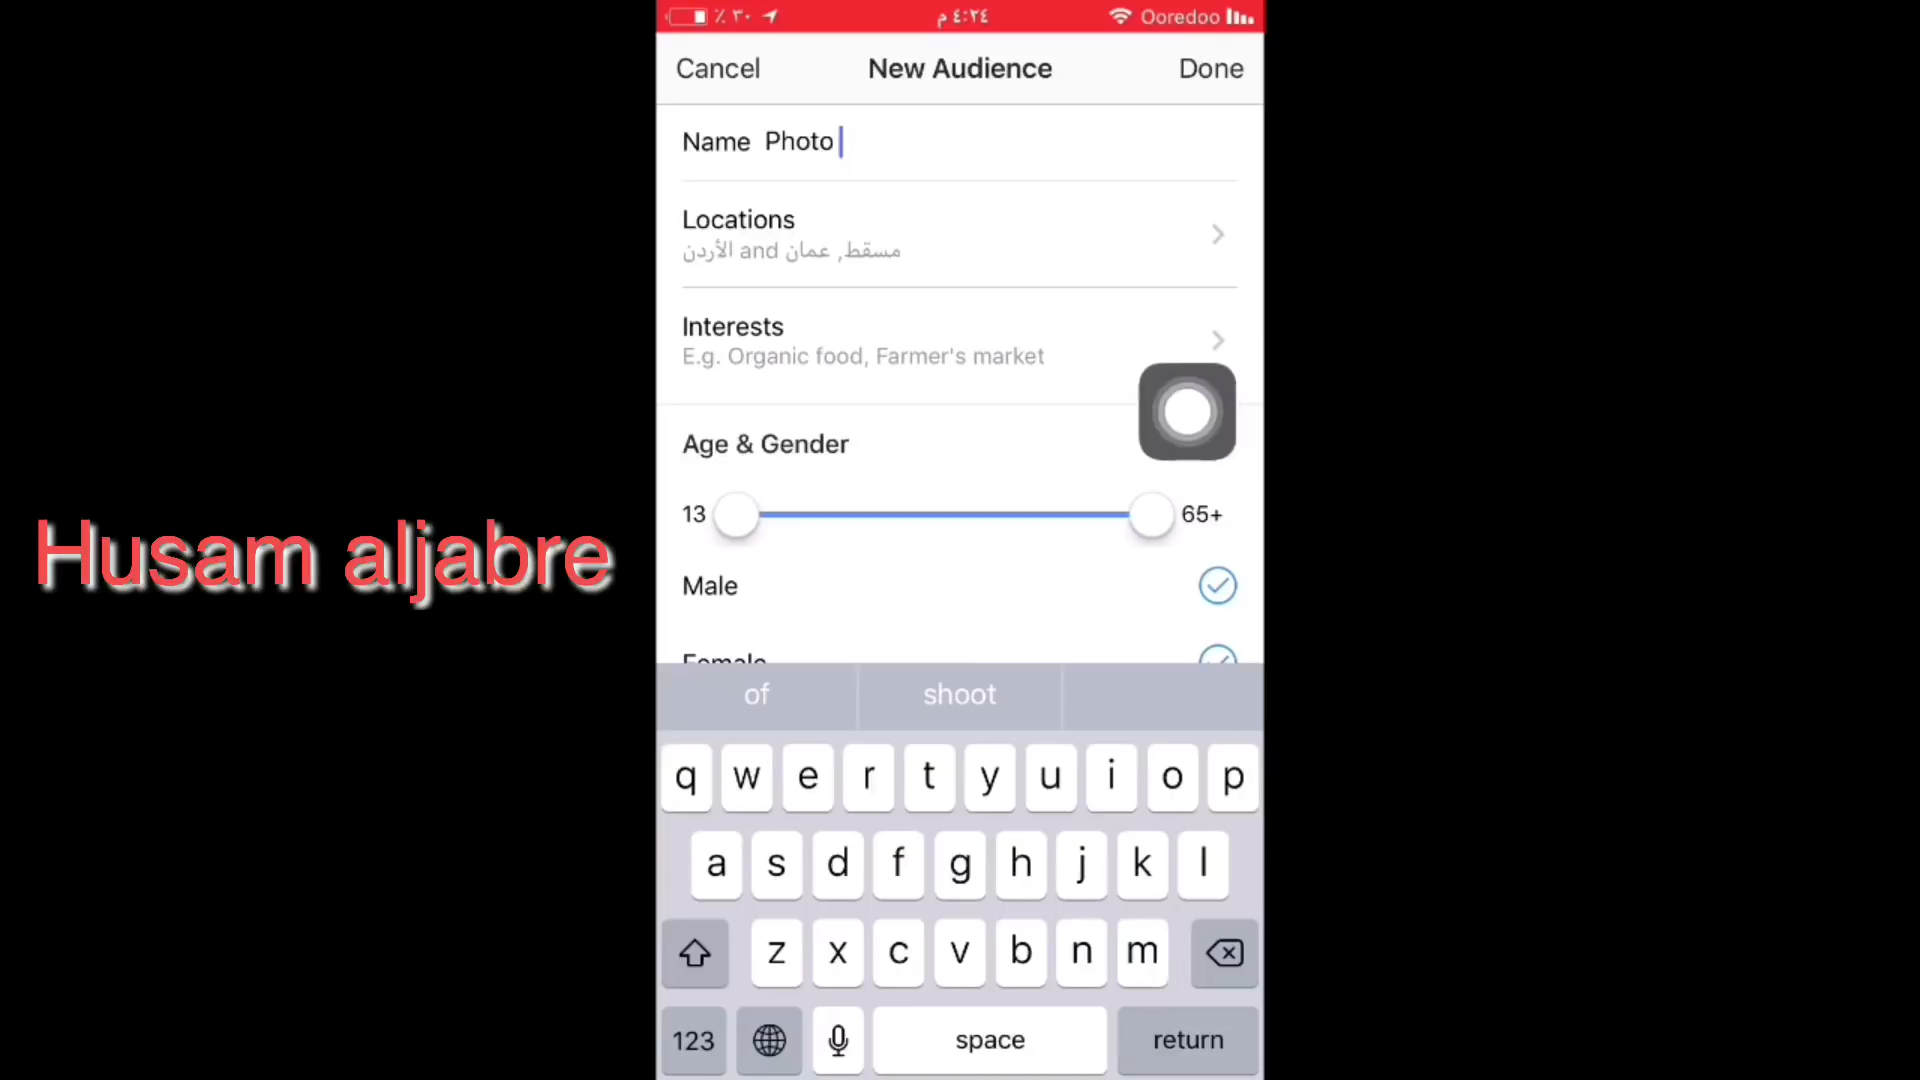 ٪ ٣٠ ٤:٢٤ م Ooredoo
Cancel New Audience Done
Name Photo
Locations
مسقط, عمان and الأردن
Interests
E.g. Organic food, Farmer's market
Age & Gender
13 65+
Husam aljabre
Male
Female
of shoot
q w e r t y u i o p
a s d f g h j k l
z x c v b n m
123 space return